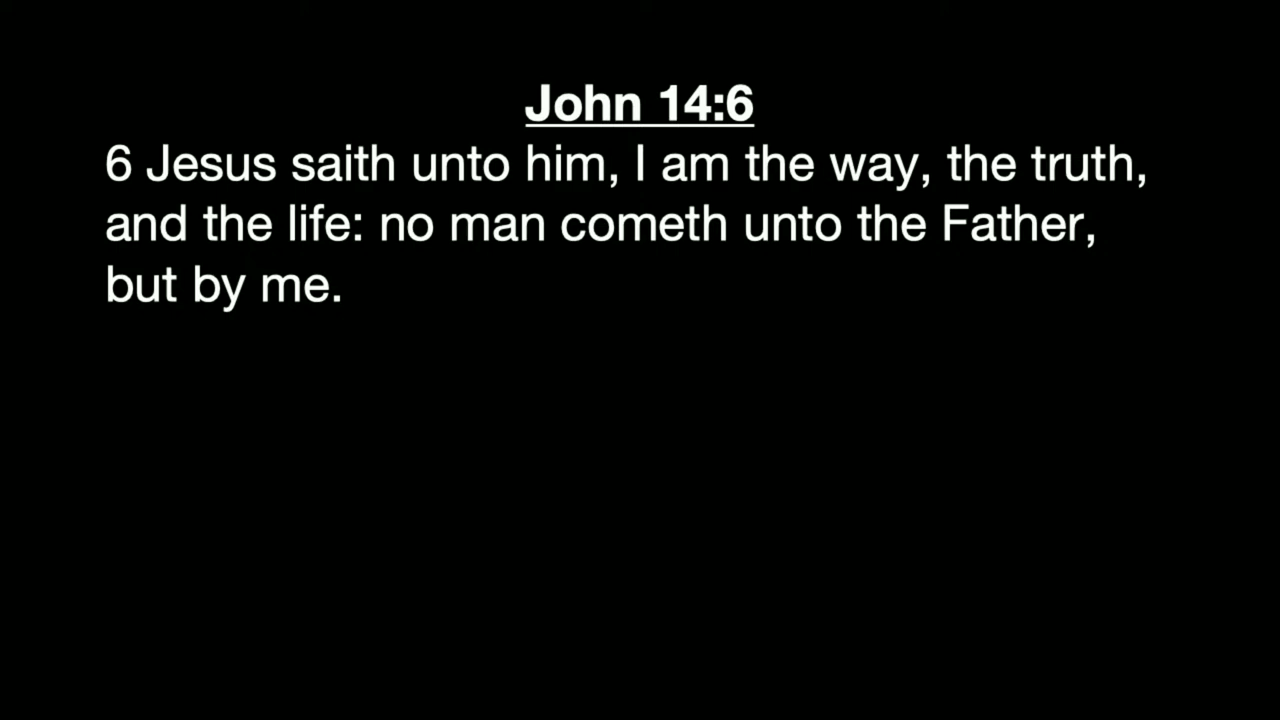 John 14:6
6 Jesus saith unto him, I am the way, the truth,
and the life: no man cometh unto the Father,
but by me.